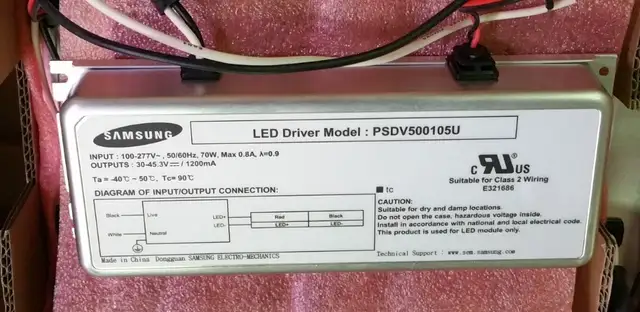 SAMSUNG
LED Driver Model : PSDV500105U
INPUT : 100-277V~ , 50/60Hz, 70W, Max 0.8A, λ=0.9
OUTPUTS : 30-45.3V⎓ / 1200mA
Ta = -40℃ ~ 50℃, Tc= 90℃
c RU US
Suitable for Class 2 Wiring
E321686
DIAGRAM OF INPUT/OUTPUT CONNECTION:
■ tc
Black Live LED+ Red Black
LED- LED+ LED-
White Neutral
CAUTION:
Suitable for dry and damp locations.
Do not open the case, hazardous voltage inside.
Install in accordance with national and local electrical code.
This product is used for LED module only.
Made in China Dongguan SAMSUNG ELECTRO-MECHANICS
Technical Support : www.sem.samsung.com